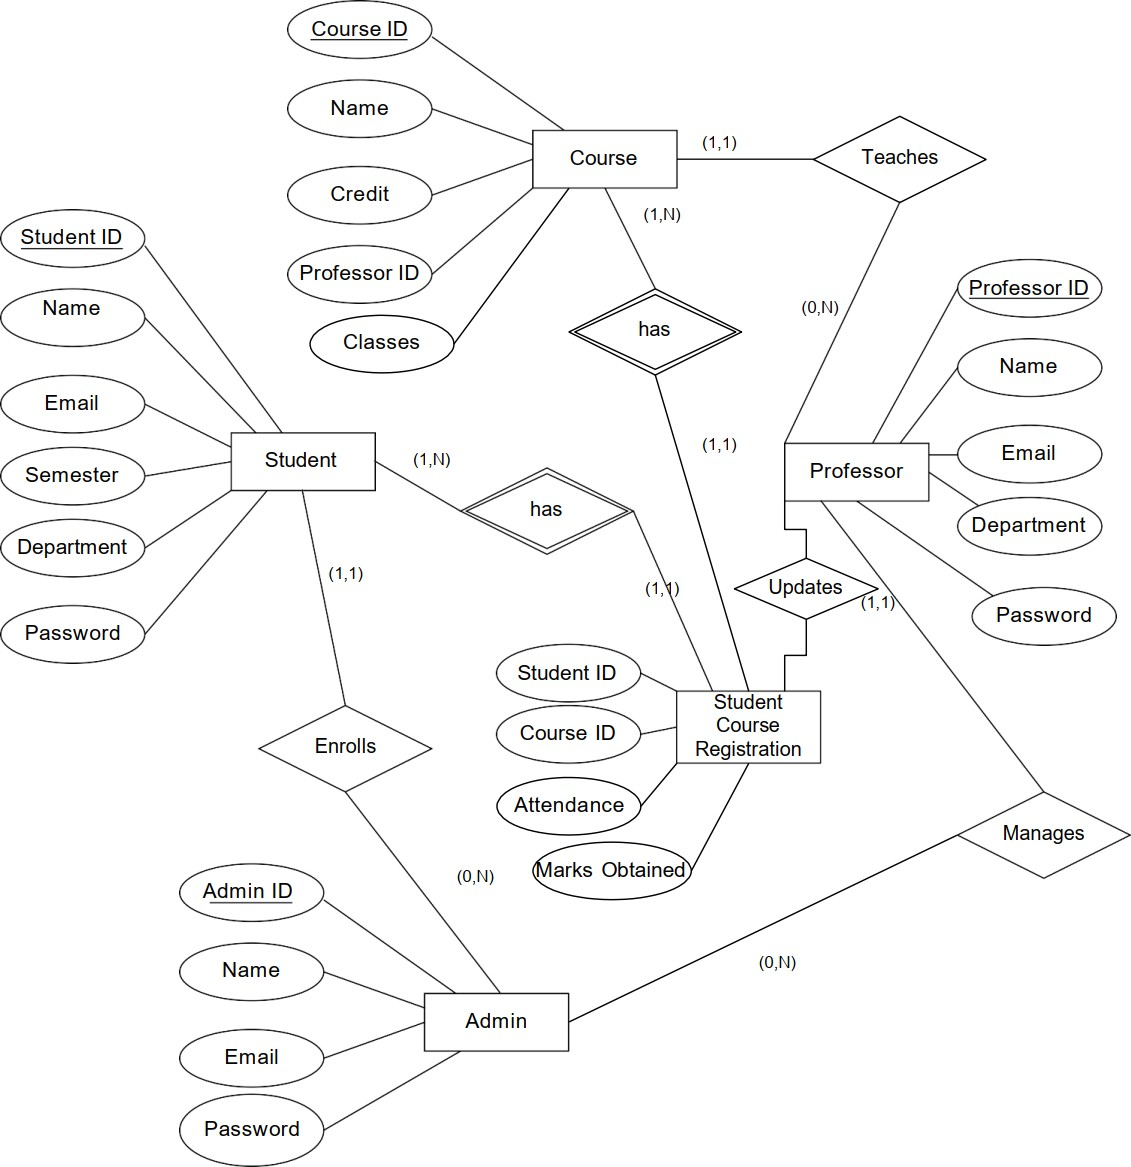 Course ID
Name
Course
(1,1)
Teaches
Credit
(1,N)
Student ID
Professor ID
Professor ID
Name
(0,N)
has
Classes
Name
Email
(1,N)
(1,1)
Email
Student
Professor
Semester
has
Department
Department
(1,1)
(1,1)
Updates
(1,1)
Password
Password
Student ID
Student
Course
Registration
Course ID
Enrolls
Attendance
Manages
Marks Obtained
(0,N)
Admin ID
Name
(0,N)
Admin
Email
Password